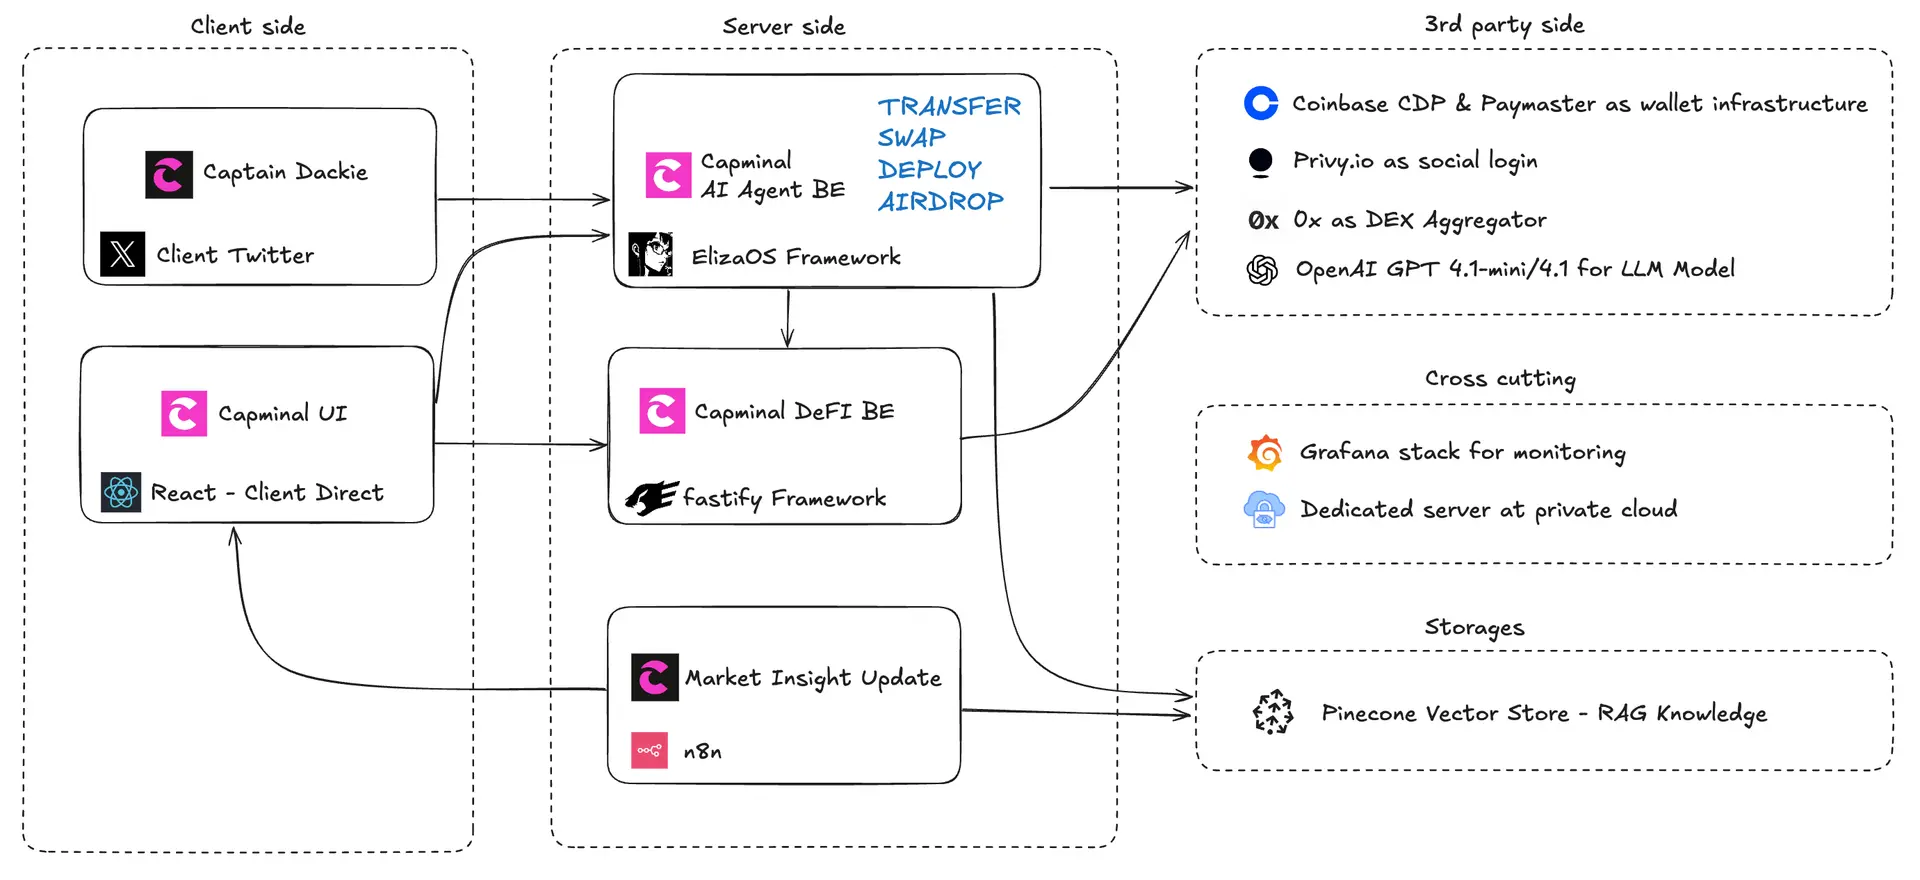 Client side
Captain Dackie
Client Twitter
Capminal UI
React - Client Direct
Server side
Capminal
AI Agent BE
TRANSFER
SWAP
DEPLOY
AIRDROP
ElizaOS Framework
Capminal DeFI BE
fastify Framework
Market Insight Update
n8n
3rd party side
Coinbase CDP & Paymaster as wallet infrastructure
Privy.io as social login
0x 0x as DEX Aggregator
OpenAI GPT 4.1-mini/4.1 for LLM Model
Cross cutting
Grafana stack for monitoring
Dedicated server at private cloud
Storages
Pinecone Vector Store - RAG Knowledge